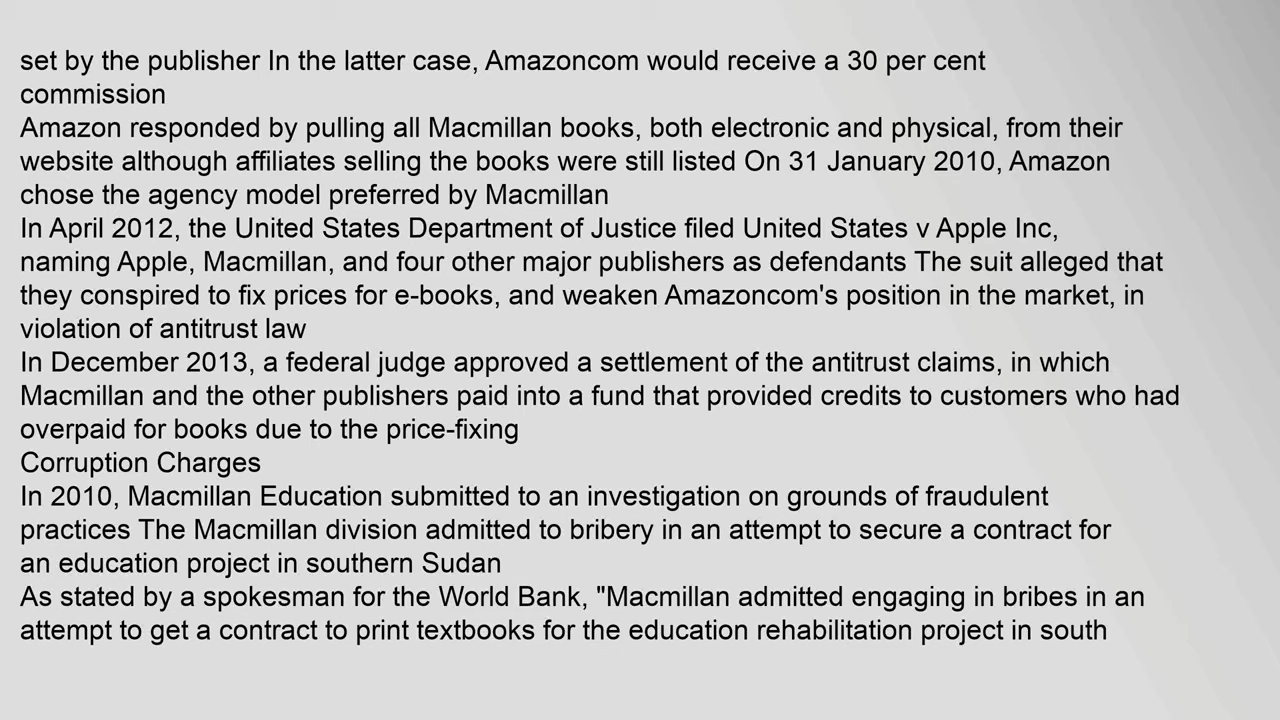 set by the publisher In the latter case, Amazoncom would receive a 30 per cent
commission
Amazon responded by pulling all Macmillan books, both electronic and physical, from their
website although affiliates selling the books were still listed On 31 January 2010, Amazon
chose the agency model preferred by Macmillan
In April 2012, the United States Department of Justice filed United States v Apple Inc,
naming Apple, Macmillan, and four other major publishers as defendants The suit alleged that
they conspired to fix prices for e-books, and weaken Amazoncom's position in the market, in
violation of antitrust law
In December 2013, a federal judge approved a settlement of the antitrust claims, in which
Macmillan and the other publishers paid into a fund that provided credits to customers who had
overpaid for books due to the price-fixing
Corruption Charges
In 2010, Macmillan Education submitted to an investigation on grounds of fraudulent
practices The Macmillan division admitted to bribery in an attempt to secure a contract for
an education project in southern Sudan
As stated by a spokesman for the World Bank, "Macmillan admitted engaging in bribes in an
attempt to get a contract to print textbooks for the education rehabilitation project in south